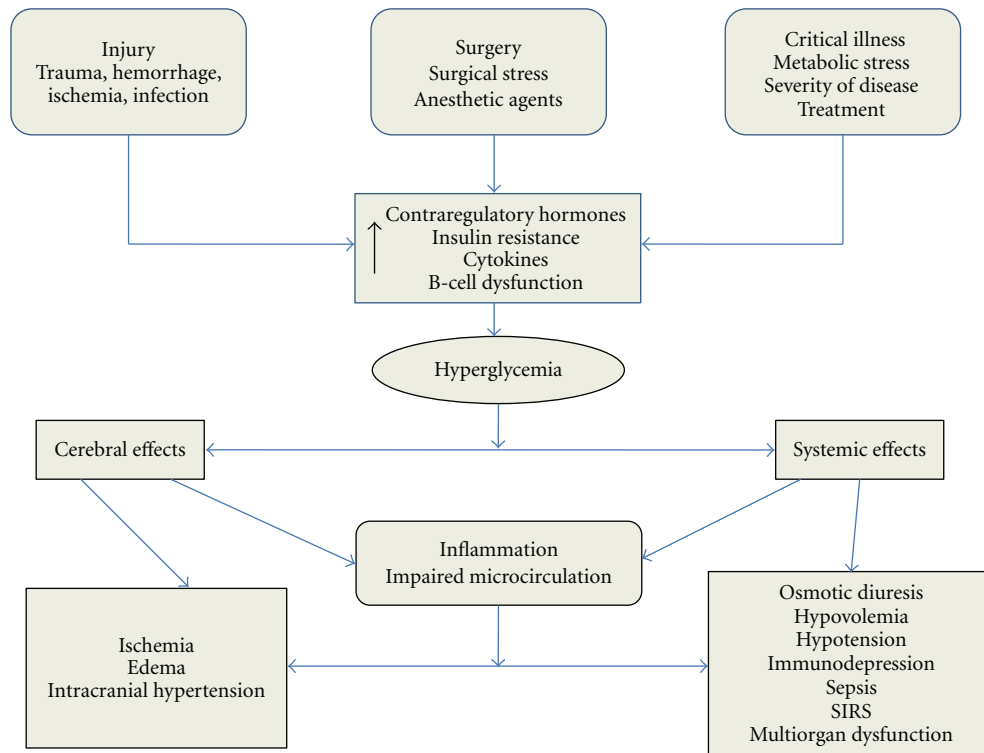 Injury
Trauma, hemorrhage,
ischemia, infection
Surgery
Surgical stress
Anesthetic agents
Critical illness
Metabolic stress
Severity of disease
Treatment
Contraregulatory hormones
Insulin resistance
Cytokines
B-cell dysfunction
Hyperglycemia
Cerebral effects
Systemic effects
Inflammation
Impaired microcirculation
Ischemia
Edema
Intracranial hypertension
Osmotic diuresis
Hypovolemia
Hypotension
Immunodepression
Sepsis
SIRS
Multiorgan dysfunction